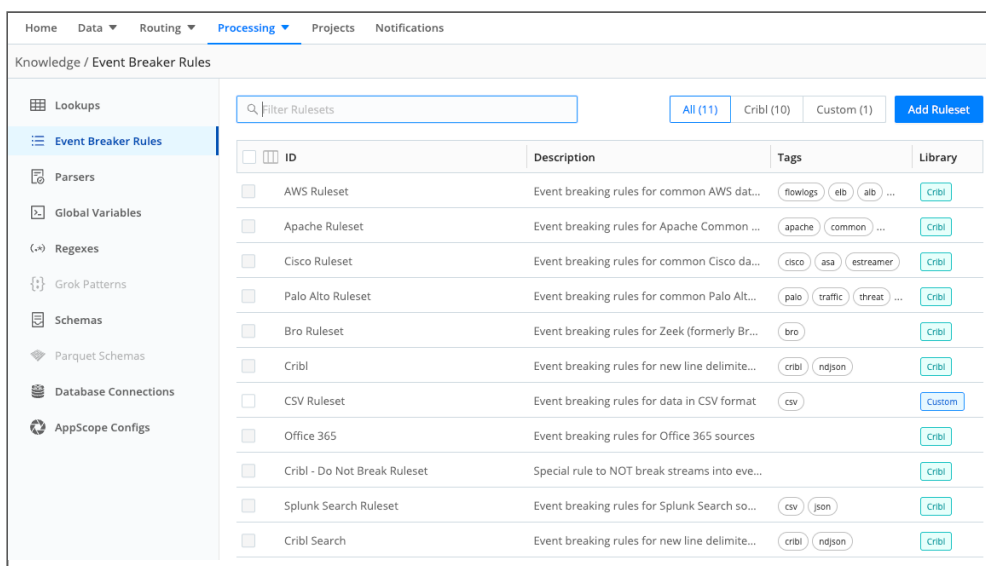 Home Data Routing Processing Projects Notifications
Knowledge / Event Breaker Rules
Lookups
Event Breaker Rules
Parsers
Global Variables
Regexes
Grok Patterns
Schemas
Parquet Schemas
Database Connections
AppScope Configs
Filter Rulesets All (11) Cribl (10) Custom (1) Add Ruleset
ID Description Tags Library
AWS Ruleset Event breaking rules for common AWS dat... flowlogs elb alb ... Cribl
Apache Ruleset Event breaking rules for Apache Common ... apache common ... Cribl
Cisco Ruleset Event breaking rules for common Cisco da... cisco asa estreamer Cribl
Palo Alto Ruleset Event breaking rules for common Palo Alt... palo traffic threat ... Cribl
Bro Ruleset Event breaking rules for Zeek (formerly Br... bro Cribl
Cribl Event breaking rules for new line delimite... cribl ndjson Cribl
CSV Ruleset Event breaking rules for data in CSV format csv Custom
Office 365 Event breaking rules for Office 365 sources Cribl
Cribl - Do Not Break Ruleset Special rule to NOT break streams into eve... Cribl
Splunk Search Ruleset Event breaking rules for Splunk Search so... csv json Cribl
Cribl Search Event breaking rules for new line delimite... cribl ndjson Cribl